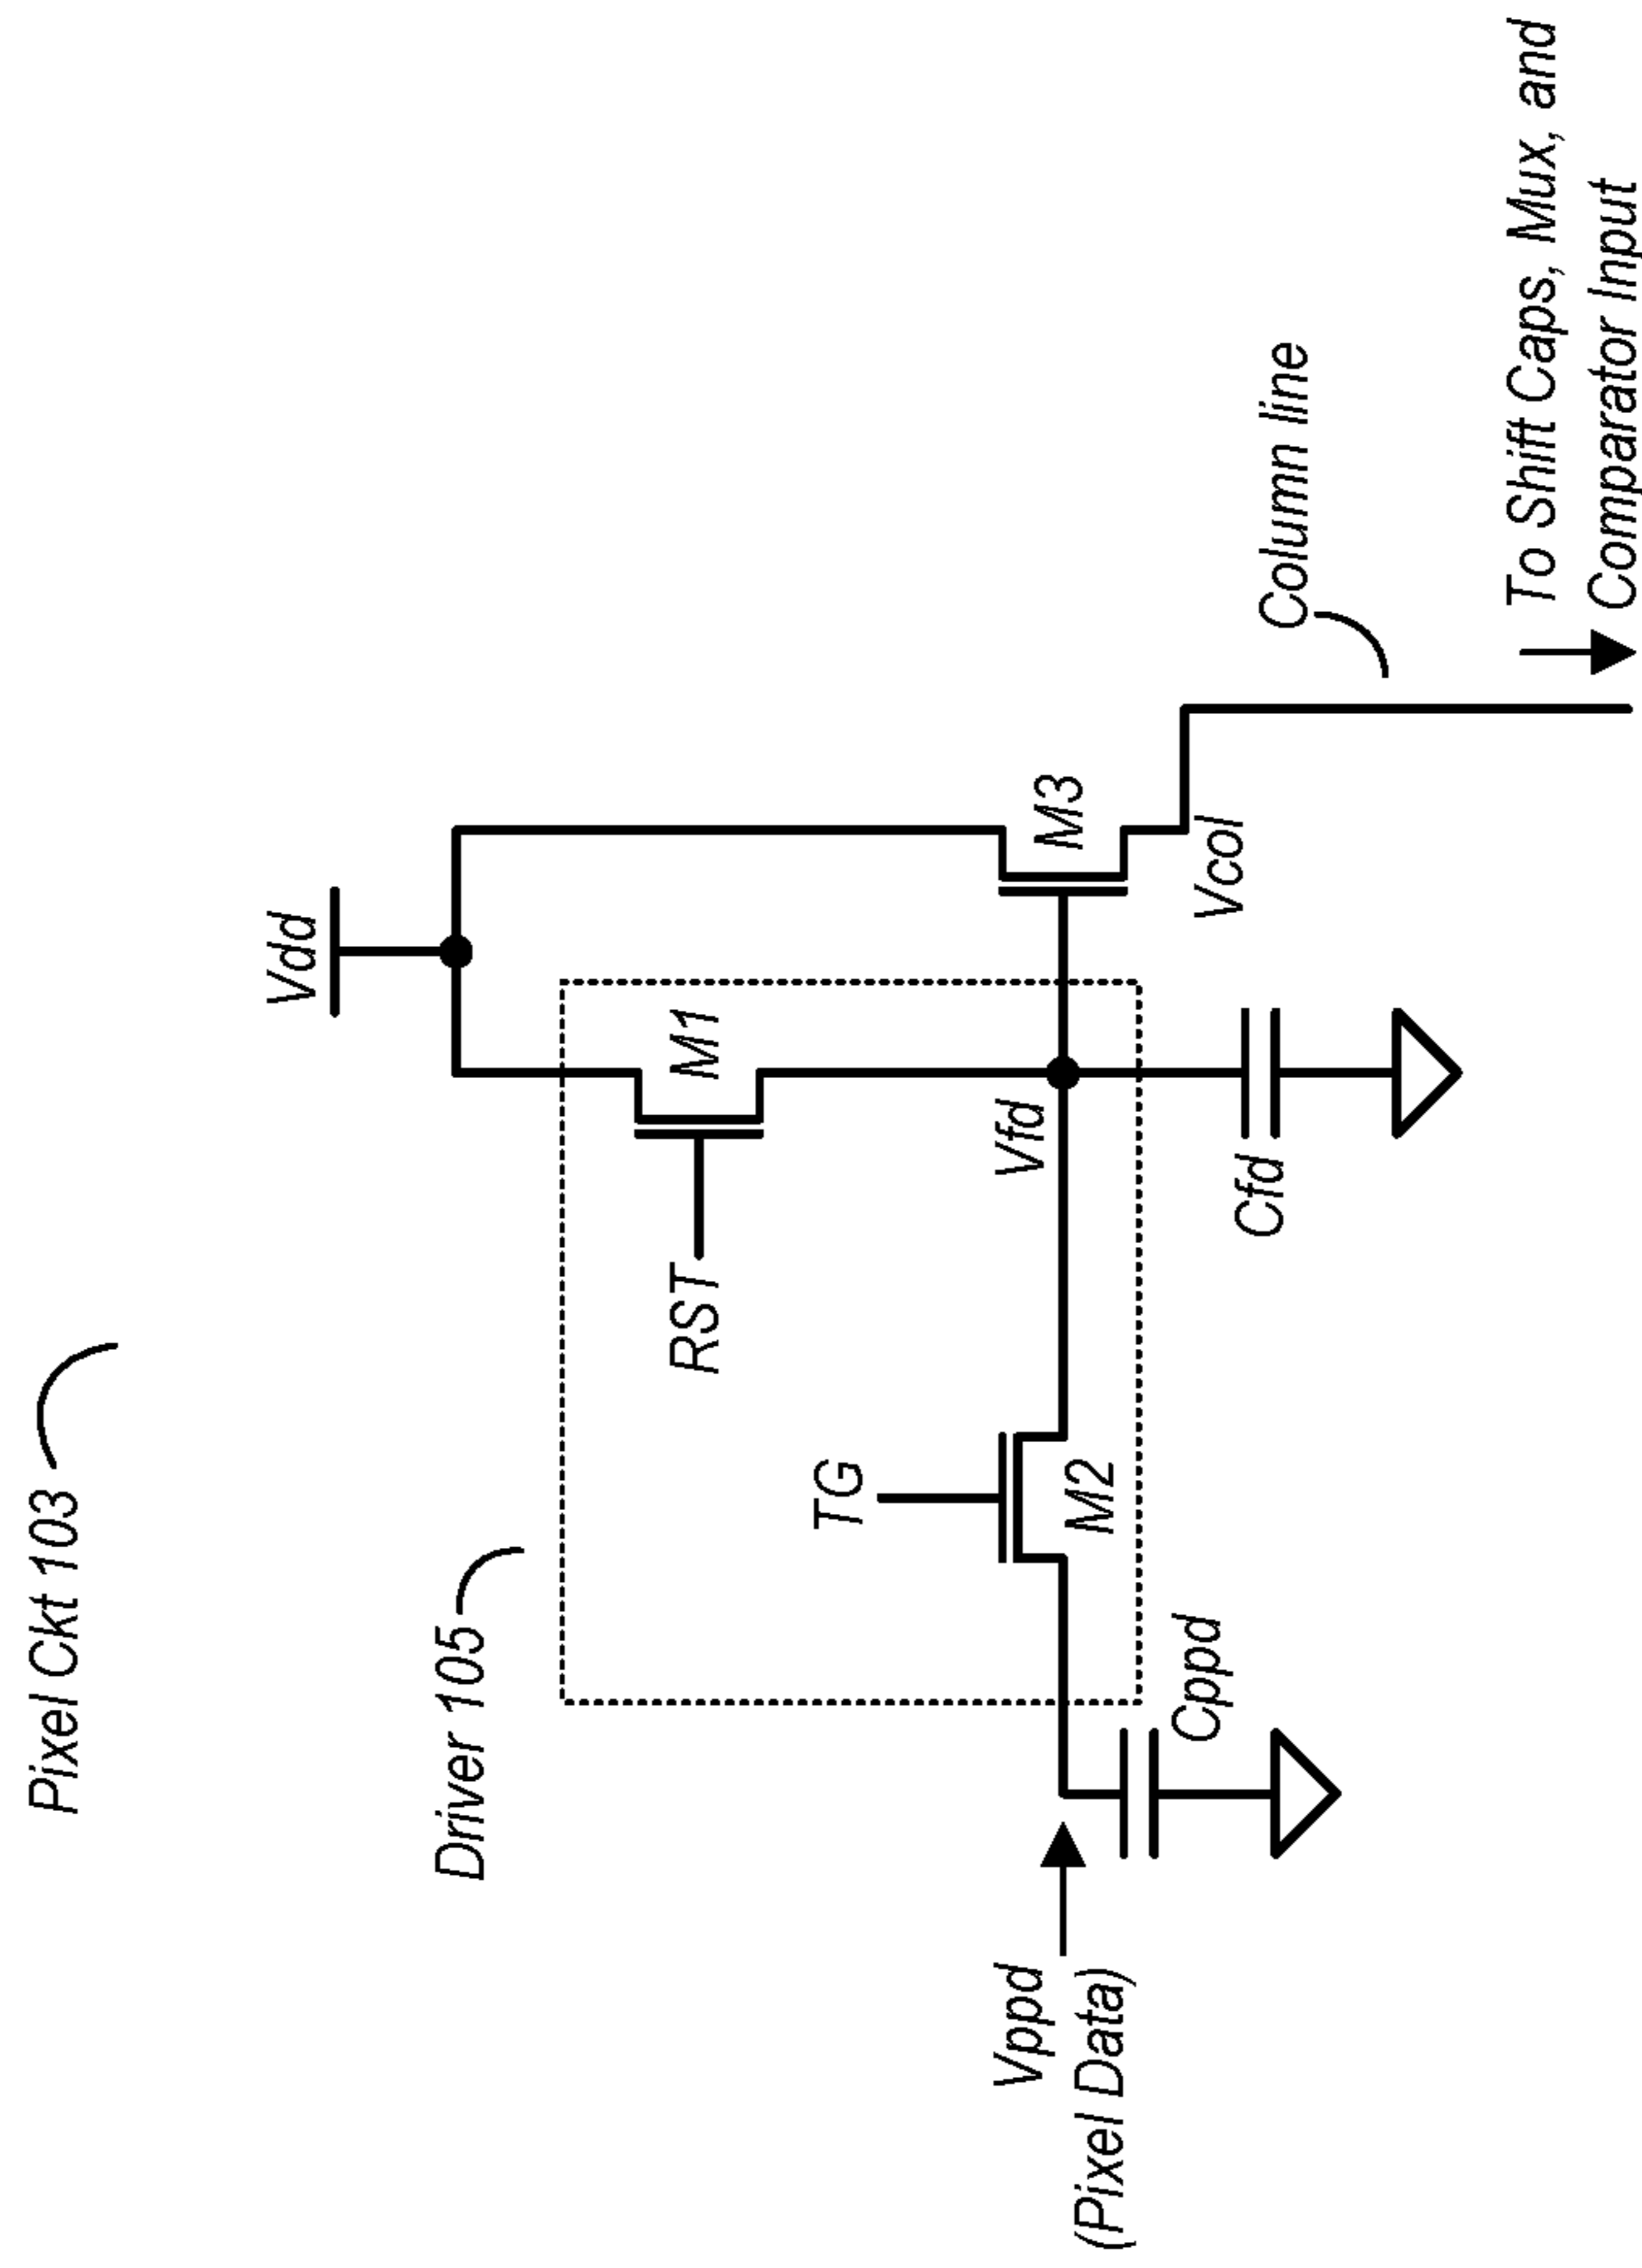 Pixel Ckt 103
Vdd
Driver 105
M1
RST
TG
Vfd
M3
M2
Vppd
(Pixel Data)
Cppd
Cfd
Vcol
Column line
To Shift Caps, Mux, and
Comparator Input